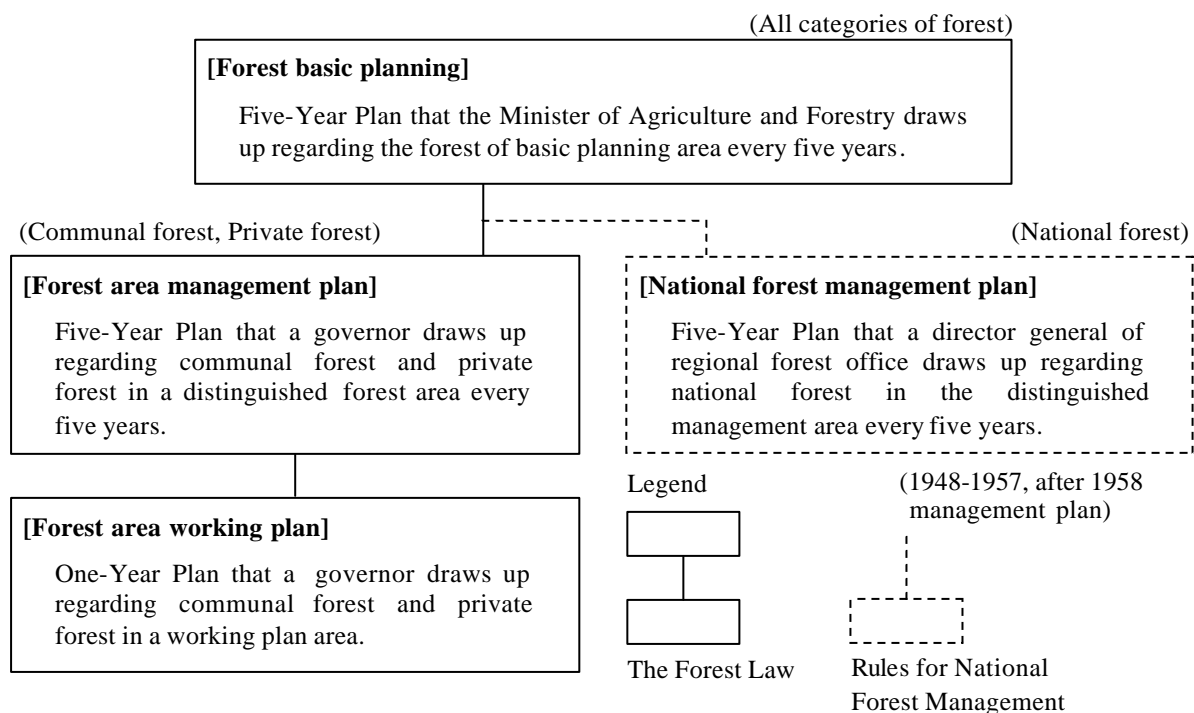 (All categories of forest)
[Forest basic planning]
Five-Year Plan that the Minister of Agriculture and Forestry draws
up regarding the forest of basic planning area every five years.
(Communal forest, Private forest)
[Forest area management plan]
Five-Year Plan that a governor draws up
regarding communal forest and private
forest in a distinguished forest area every
five years.
(National forest)
[National forest management plan]
Five-Year Plan that a director general of
regional forest office draws up regarding
national forest in the distinguished
management area every five years.
[Forest area working plan]
One-Year Plan that a governor draws up
regarding communal forest and private
forest in a working plan area.
Legend
The Forest Law
(1948-1957, after 1958
management plan)
Rules for National
Forest Management